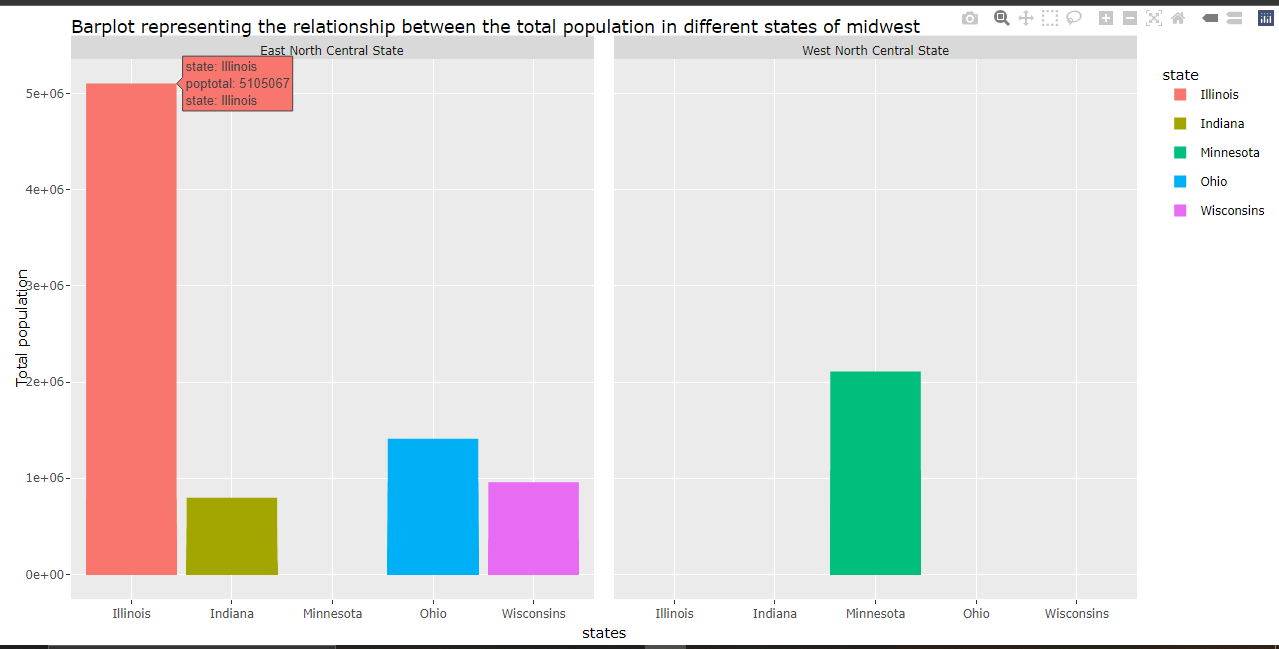 Barplot representing the relationship between the total population in different states of midwest
East North Central State
West North Central State
state: Illinois
poptotal: 5105067
state: Illinois
state
Illinois
Indiana
Minnesota
Ohio
Wisconsins
Total population
5e+06
4e+06
3e+06
2e+06
1e+06
0e+00
Illinois
Indiana
Minnesota
Ohio
Wisconsins
Illinois
Indiana
Minnesota
Ohio
Wisconsins
states